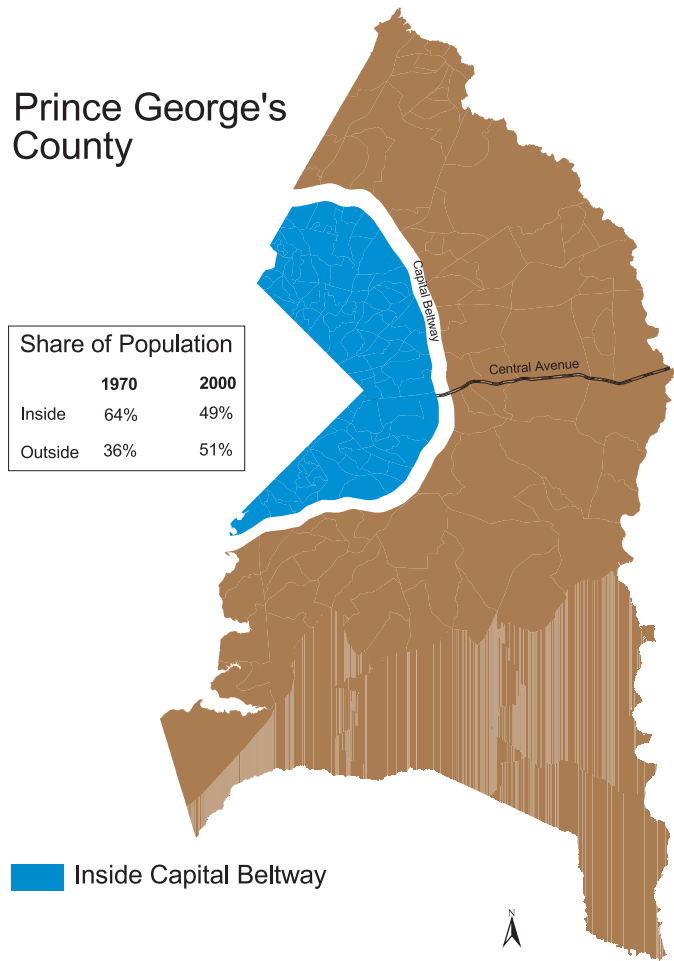 Prince George's
County
Capital Beltway
Share of Population
1970 2000
Inside 64% 49%
Outside 36% 51%
Central Avenue
Inside Capital Beltway
N